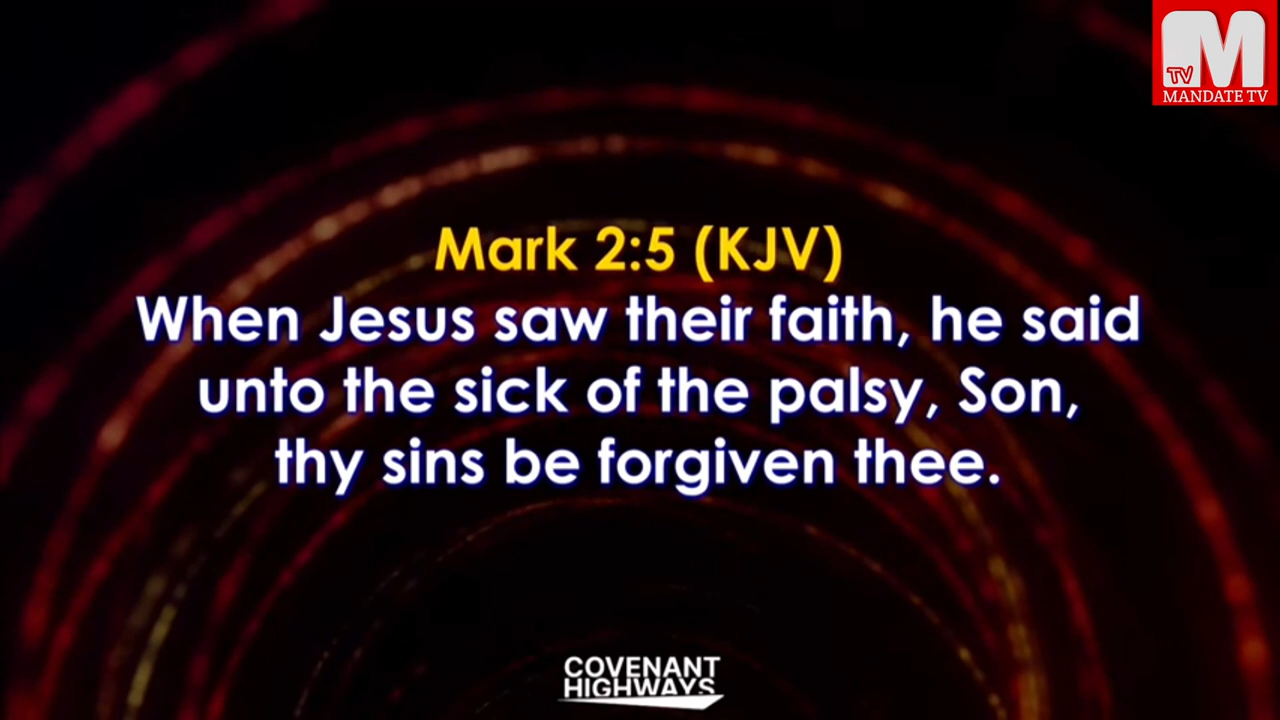 M
TV
MANDATE TV
Mark 2:5 (KJV)
When Jesus saw their faith, he said
unto the sick of the palsy, Son,
thy sins be forgiven thee.
COVENANT
HIGHWAYS